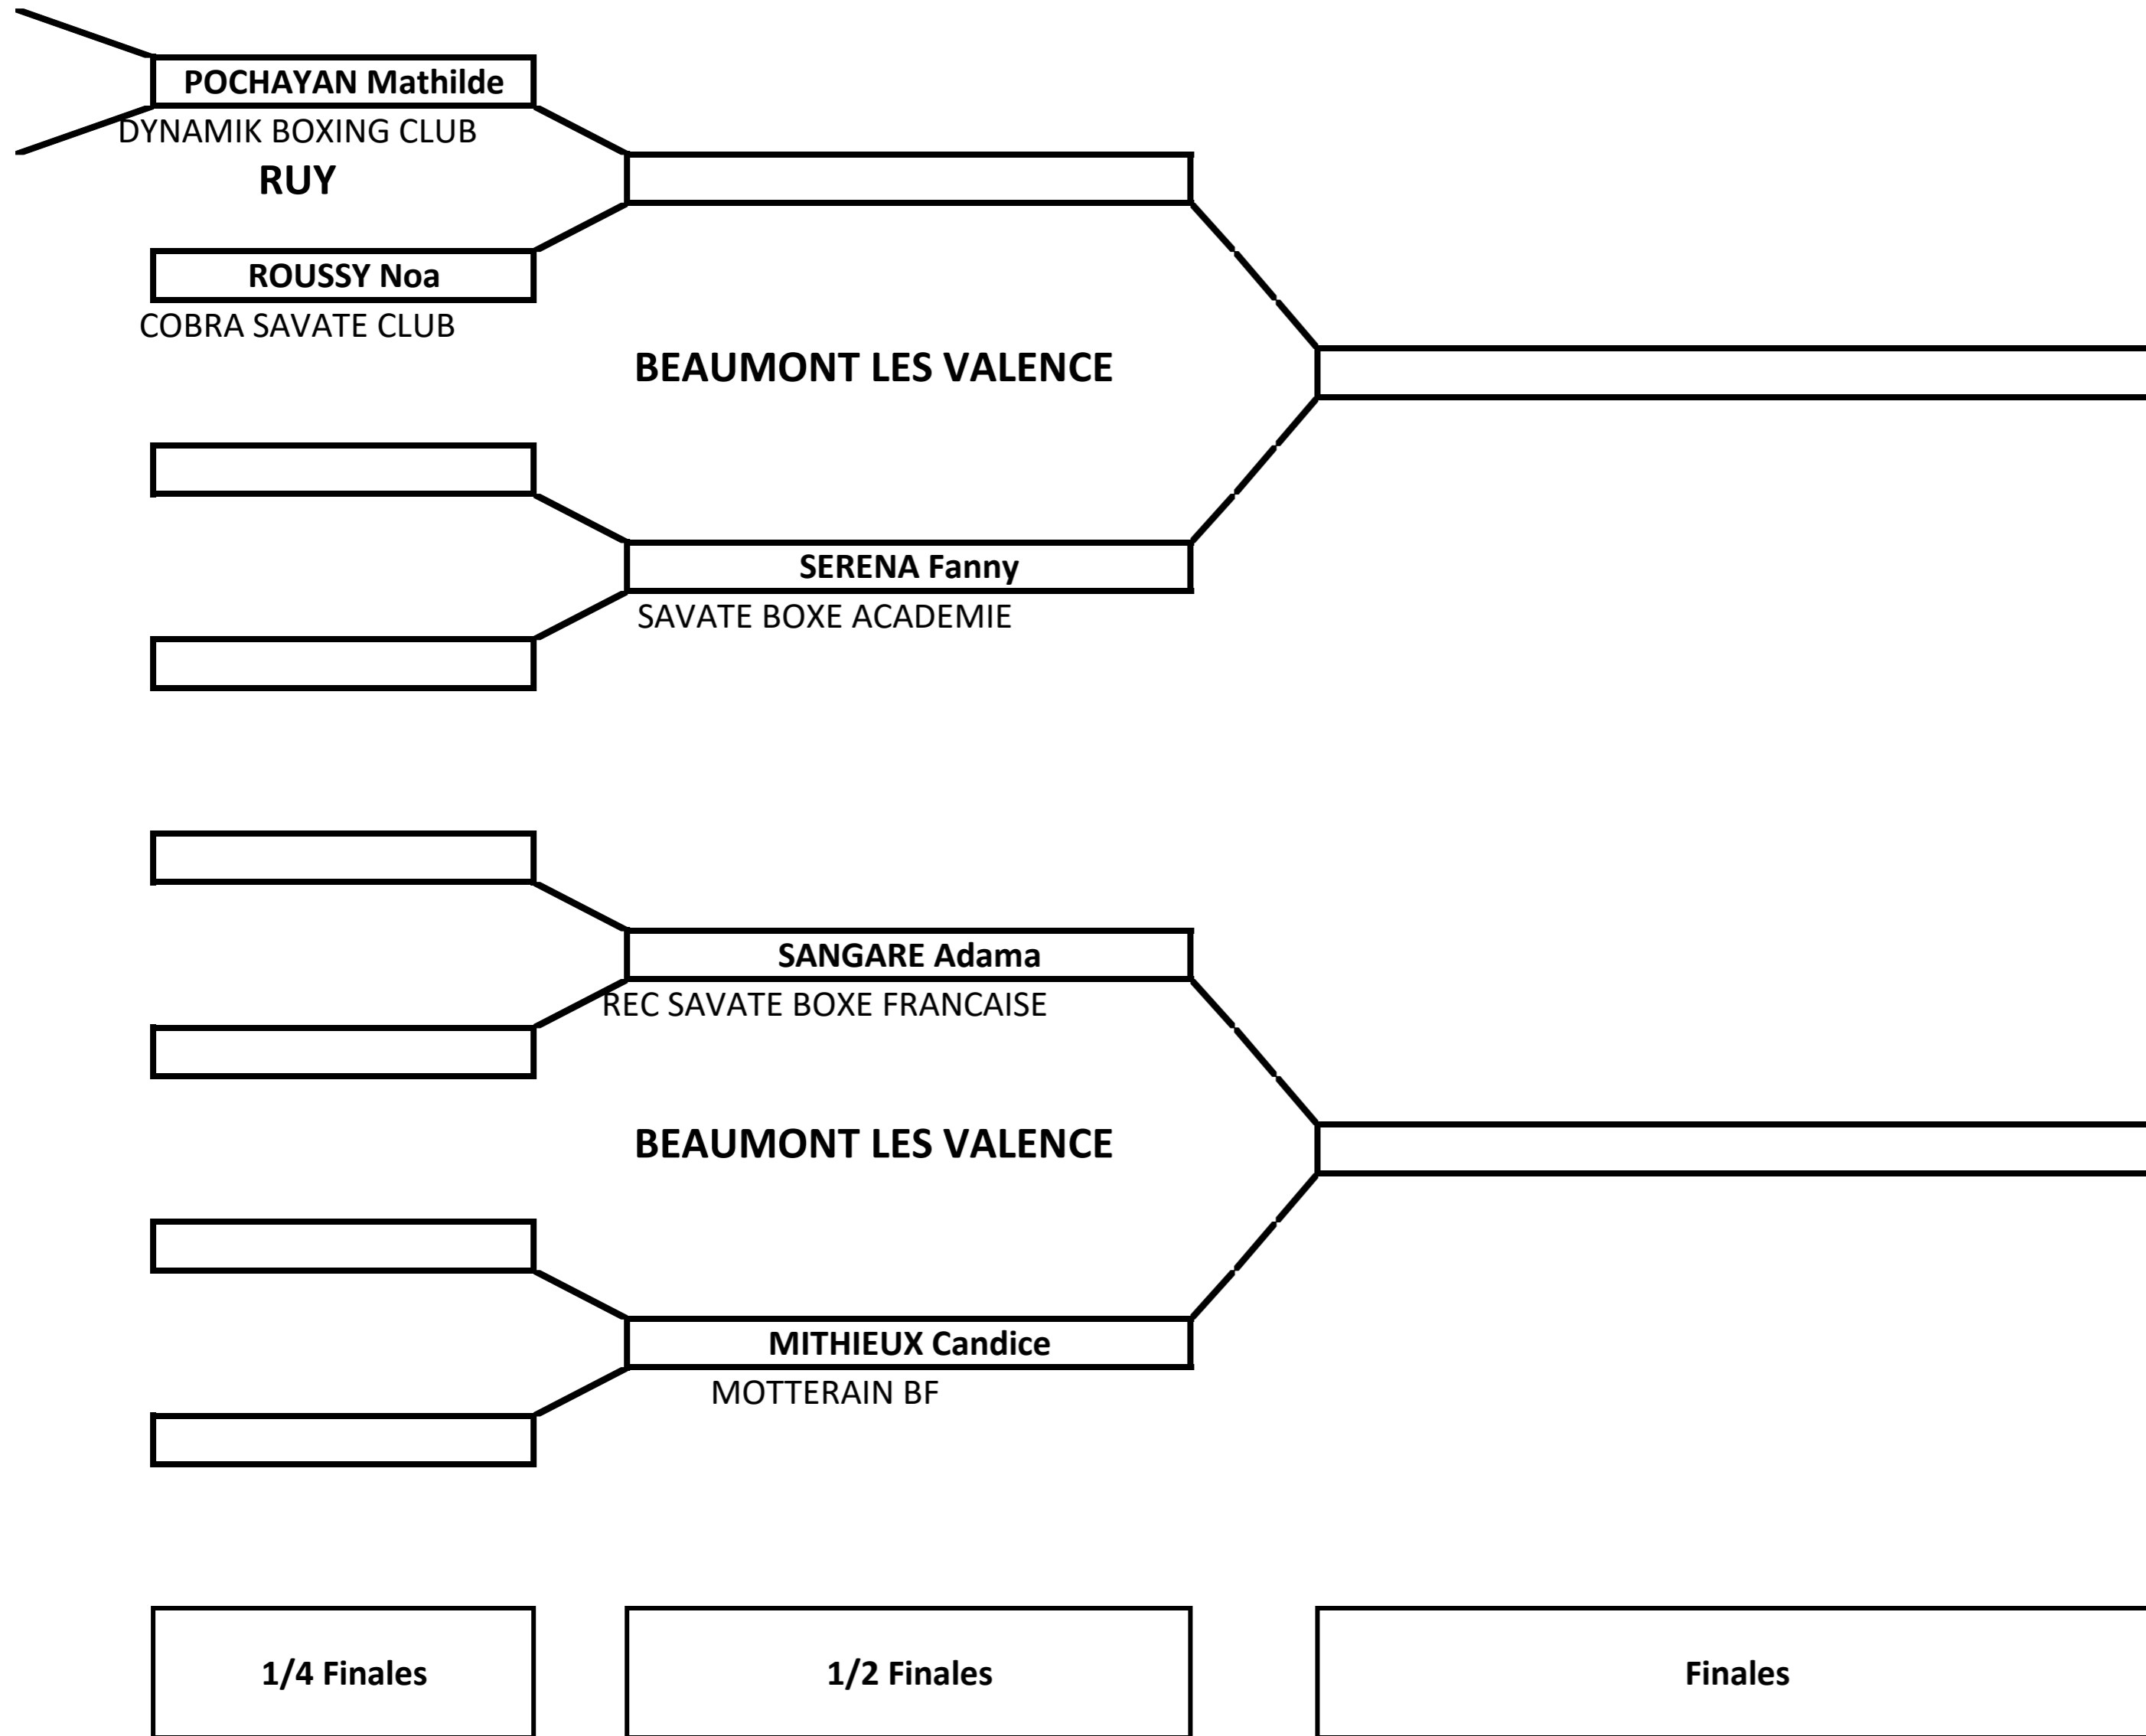 POCHAYAN Mathilde
DYNAMIK BOXING CLUB
RUY
ROUSSY Noa
COBRA SAVATE CLUB
BEAUMONT LES VALENCE
SERENA Fanny
SAVATE BOXE ACADEMIE
SANGARE Adama
REC SAVATE BOXE FRANCAISE
BEAUMONT LES VALENCE
MITHIEUX Candice
MOTTERAIN BF
1/4 Finales
1/2 Finales
Finales